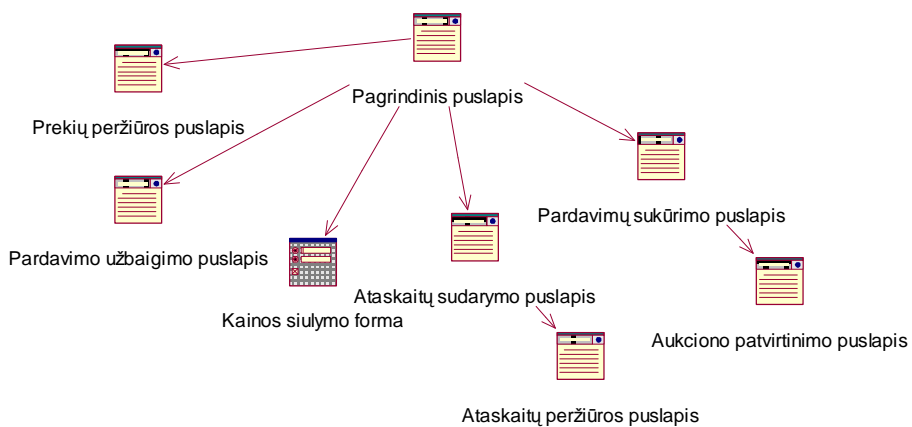 Pagrindinis puslapis
Prekių peržiūros puslapis
Pardavimų sukūrimo puslapis
Pardavimo užbaigimo puslapis
Ataskaitų sudarymo puslapis
Kainos siulymo forma
Aukciono patvirtinimo puslapis
Ataskaitų peržiūros puslapis